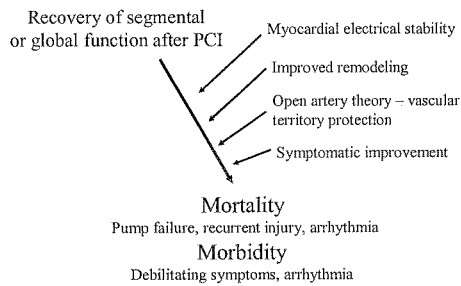 Recovery of segmental
or global function after PCI
Myocardial electrical stability
Improved remodeling
Open artery theory – vascular
territory protection
Symptomatic improvement
Mortality
Pump failure, recurrent injury, arrhythmia
Morbidity
Debilitating symptoms, arrhythmia